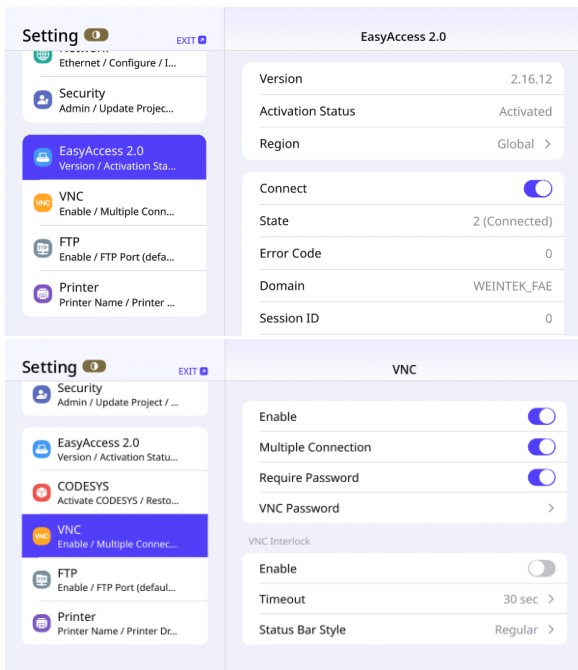 Setting
EXIT
EasyAccess 2.0
Ethernet / Configure / I...
Security
Admin / Update Projec...
EasyAccess 2.0
Version / Activation Sta...
VNC
VNC
Enable / Multiple Conn...
FTP
FTP
Enable / FTP Port (defa...
Printer
Printer Name / Printer ...
Version
2.16.12
Activation Status
Activated
Region
Global >
Connect
State
2 (Connected)
Error Code
0
Domain
WEINTEK_FAE
Session ID
0
Setting
EXIT
VNC
Security
Admin / Update Project / ...
EasyAccess 2.0
Version / Activation Statu...
CODESYS
Activate CODESYS / Resto...
VNC
VNC
Enable / Multiple Connec...
FTP
FTP
Enable / FTP Port (defaul...
Printer
Printer Name / Printer Dr...
Enable
Multiple Connection
Require Password
VNC Password >
VNC Interlock
Enable
Timeout
30 sec >
Status Bar Style
Regular >